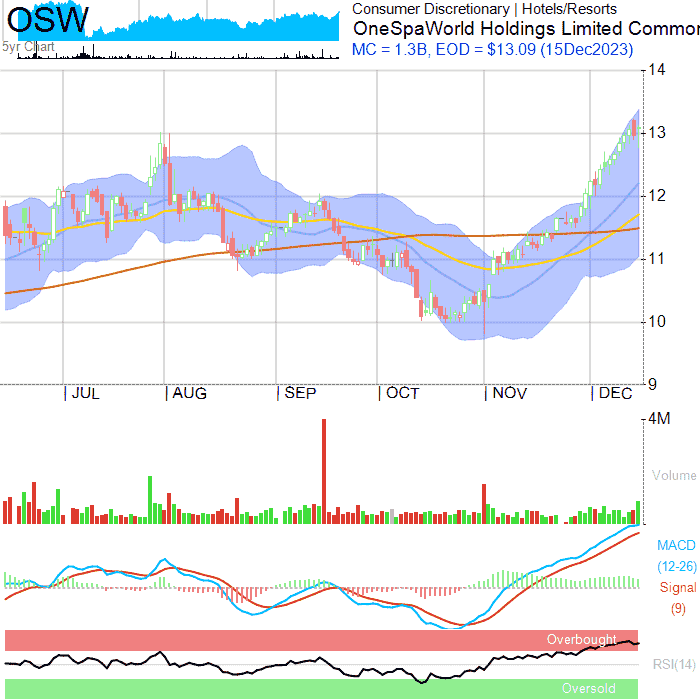 OSW
5yr Chart
Consumer Discretionary | Hotels/Resorts
OneSpaWorld Holdings Limited Common
MC = 1.3B, EOD = $13.09 (15Dec2023)
14
13
12
11
10
9
| JUL
| AUG
| SEP
| OCT
| NOV
| DEC
4M
Volume
MACD
(12-26)
Signal
(9)
Overbought
RSI(14)
Oversold